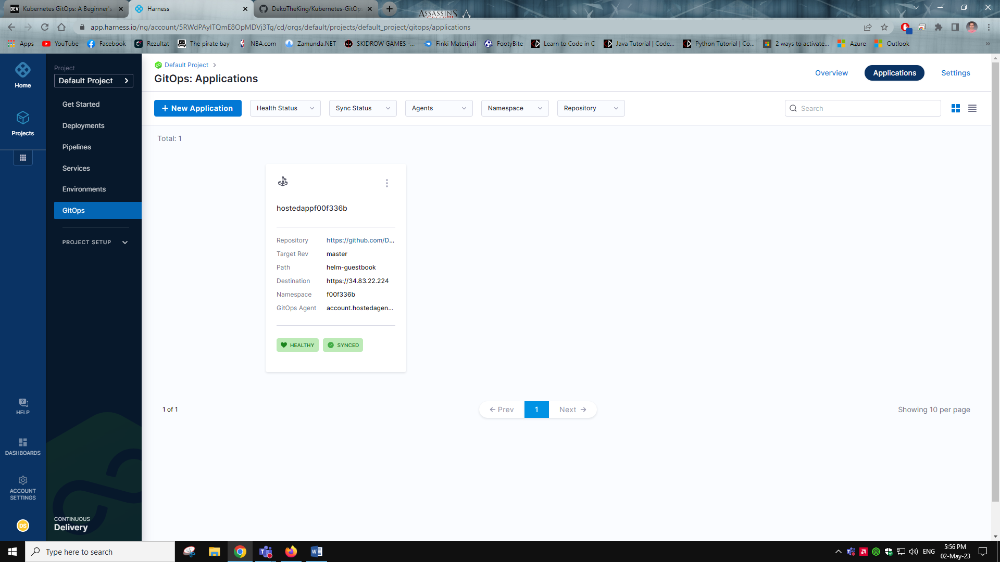 DEV Kubernetes GitOps: A Beginner's
Harness
DekoTheKing/Kubernetes-GitOps
ASSASSINS
app.harness.io/ng/account/5RWdPAyITQmE8OpMDVj3Tg/cd/orgs/default/projects/default_project/gitops/applications
Apps YouTube Facebook Rezultat The pirate bay NBA.com Zamunda.NET SKIDROW GAMES -... Finki Materijali FootyBite Learn to Code in C Java Tutorial | Code... Python Tutorial | Co... 2 ways to activate... Azure Outlook »
Home
Projects
HELP
DASHBOARDS
ACCOUNT
SETTINGS
DS
Project
Default Project
Get Started
Deployments
Pipelines
Services
Environments
GitOps
PROJECT SETUP
CONTINUOUS
Delivery
Default Project
GitOps: Applications
Overview Applications Settings
+ New Application Health Status Sync Status Agents Namespace Repository Search
Total: 1
hostedappf00f336b
Repository https://github.com/D...
Target Rev master
Path helm-guestbook
Destination https://34.83.22.224
Namespace f00f336b
GitOps Agent account.hostedagen...
HEALTHY SYNCED
1 of 1
← Prev 1 Next →
Showing 10 per page
Type here to search
ENG
5:56 PM
02-May-23